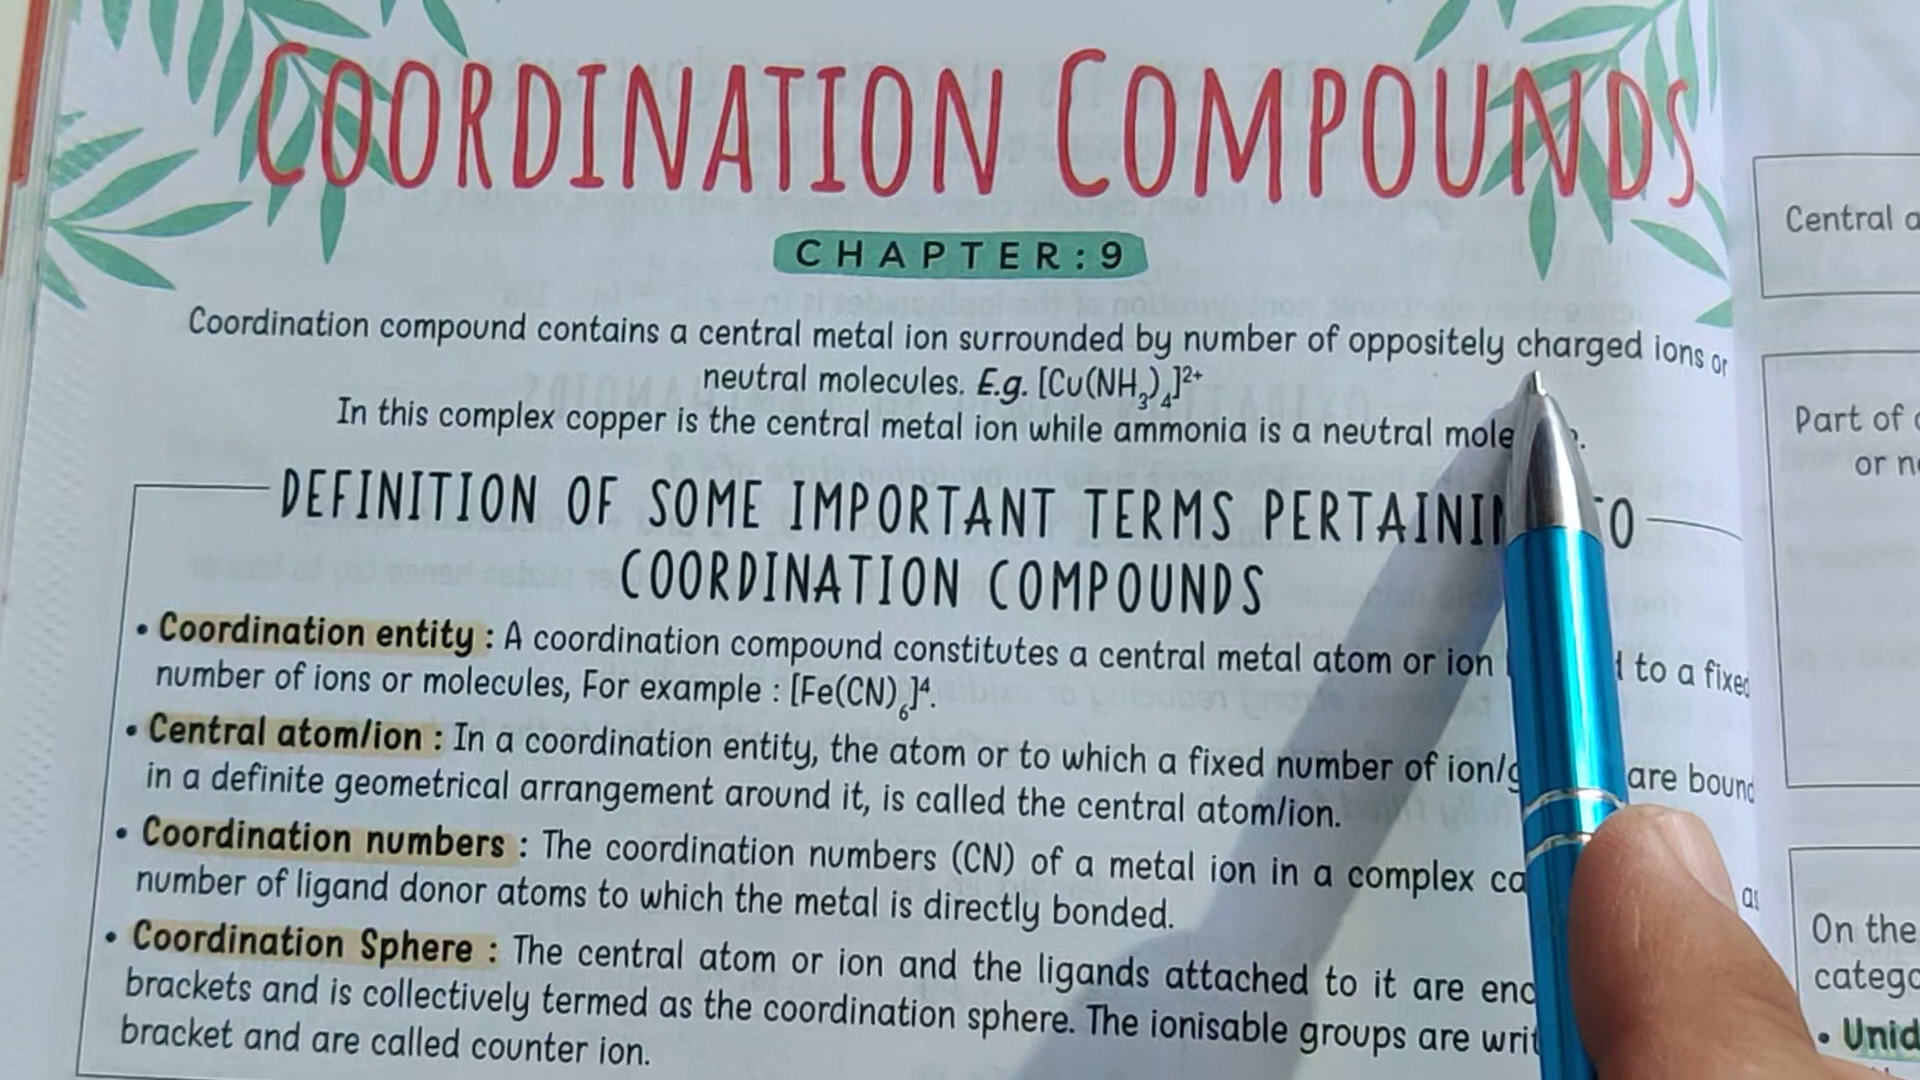 COORDINATION COMPOUNDS
CHAPTER: 9
Coordination compound contains a central metal ion surrounded by number of oppositely charged ions or
neutral molecules. E.g. [Cu(NH₃)₄]²⁺
In this complex copper is the central metal ion while ammonia is a neutral
DEFINITION OF SOME IMPORTANT TERMS TO
COORDINATION COMPOUNDS
• Coordination entity : A coordination compound constitutes a central metal atom or ion to a fixed
number of ions or molecules, For example : [Fe(CN)₆]⁴.
• Central atom/ion : In a coordination entity, the atom or to which a fixed number of are bound
in a definite geometrical arrangement around it, is called the central atom/ion.
• Coordination numbers : The coordination numbers (CN) of a metal ion in a complex
number of ligand donor atoms to which the metal is directly bonded.
• Coordination Sphere : The central atom or ion and the ligands attached to it are
brackets and is collectively termed as the coordination sphere. The ionisable groups are
bracket and are called counter ion.
Central
Part of
or
On the
•